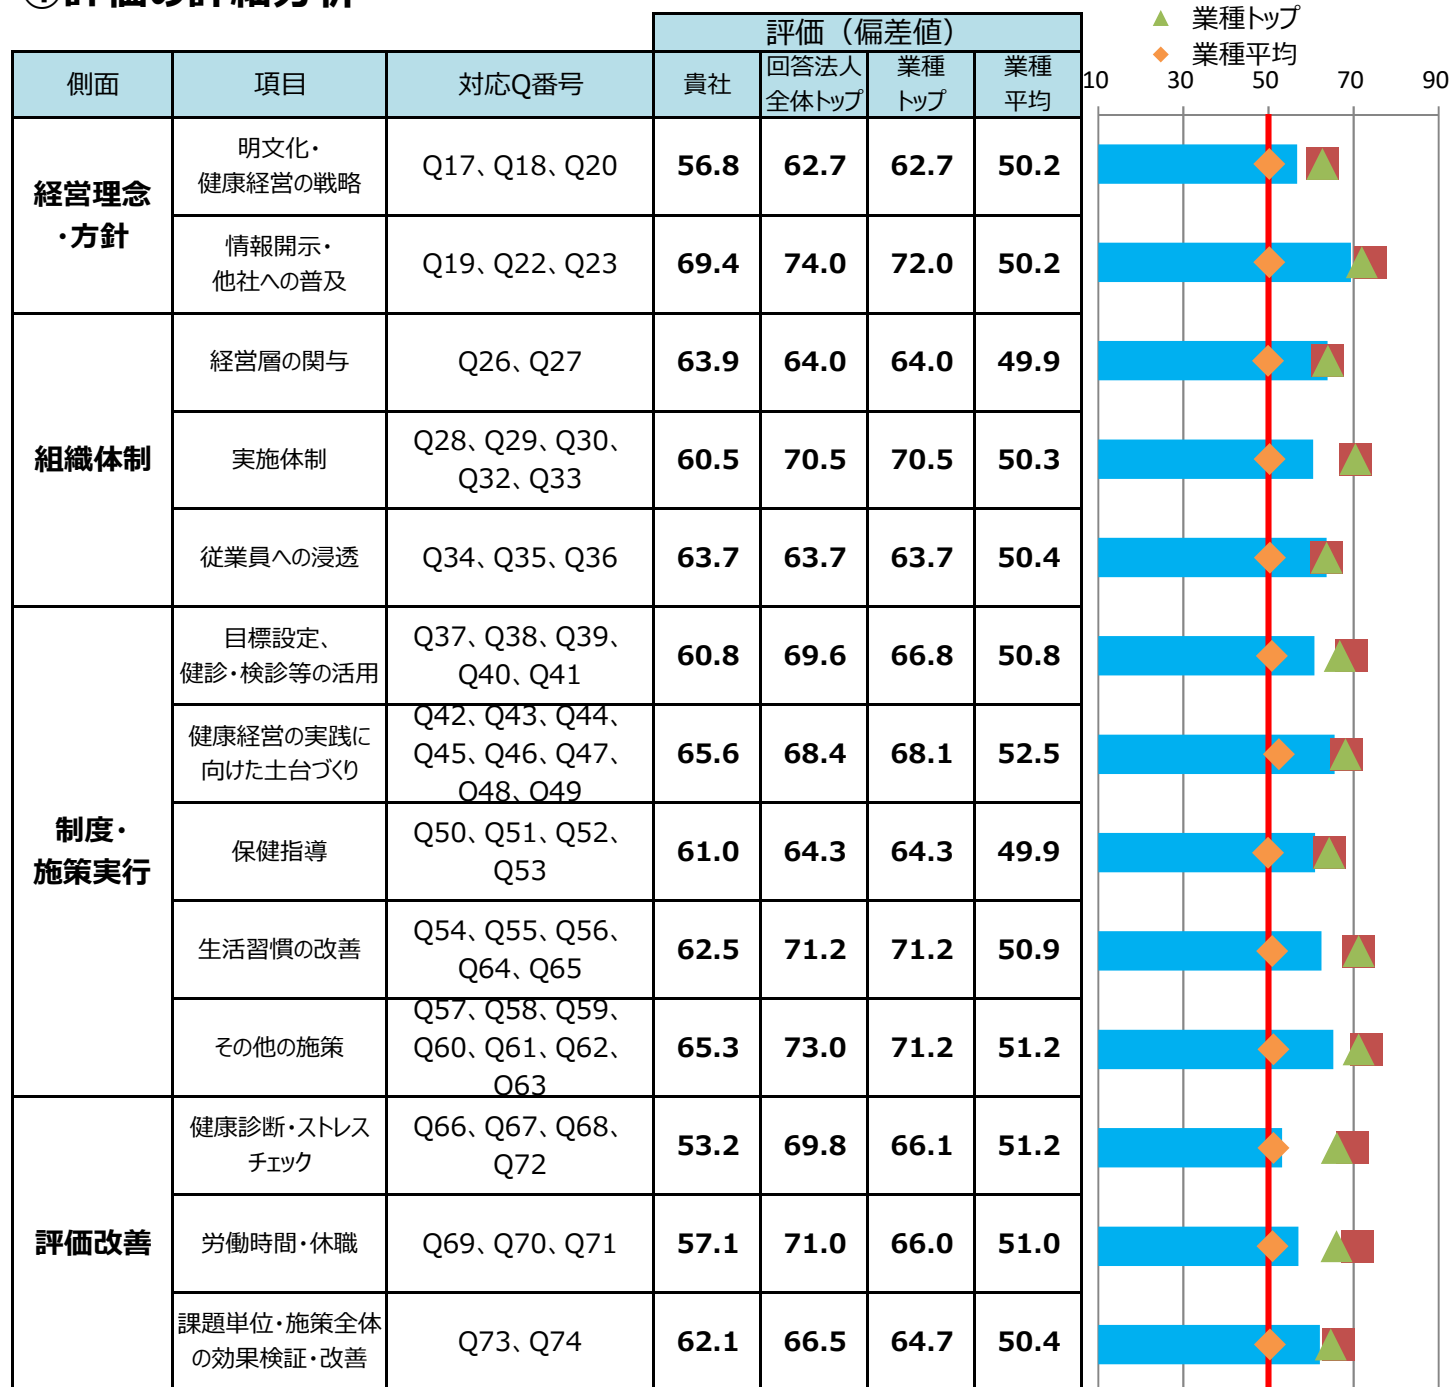 ①評価の詳細分析
業種トップ
業種平均
評価（偏差値）
側面 項目 対応Q番号 貴社 回答法人全体トップ 業種トップ 業種平均
10 30 50 70 90
経営理念・方針
明文化・
健康経営の戦略
Q17、Q18、Q20
56.8 62.7 62.7 50.2
情報開示・
他社への普及
Q19、Q22、Q23
69.4 74.0 72.0 50.2
組織体制
経営層の関与
Q26、Q27
63.9 64.0 64.0 49.9
実施体制
Q28、Q29、Q30、
Q32、Q33
60.5 70.5 70.5 50.3
従業員への浸透
Q34、Q35、Q36
63.7 63.7 63.7 50.4
制度・
施策実行
目標設定、
健診・検診等の活用
Q37、Q38、Q39、
Q40、Q41
60.8 69.6 66.8 50.8
健康経営の実践に
向けた土台づくり
Q42、Q43、Q44、
Q45、Q46、Q47、
Q48、Q49
65.6 68.4 68.1 52.5
保健指導
Q50、Q51、Q52、
Q53
61.0 64.3 64.3 49.9
生活習慣の改善
Q54、Q55、Q56、
Q64、Q65
62.5 71.2 71.2 50.9
その他の施策
Q57、Q58、Q59、
Q60、Q61、Q62、
Q63
65.3 73.0 71.2 51.2
評価改善
健康診断・ストレス
チェック
Q66、Q67、Q68、
Q72
53.2 69.8 66.1 51.2
労働時間・休職
Q69、Q70、Q71
57.1 71.0 66.0 51.0
課題単位・施策全体
の効果検証・改善
Q73、Q74
62.1 66.5 64.7 50.4